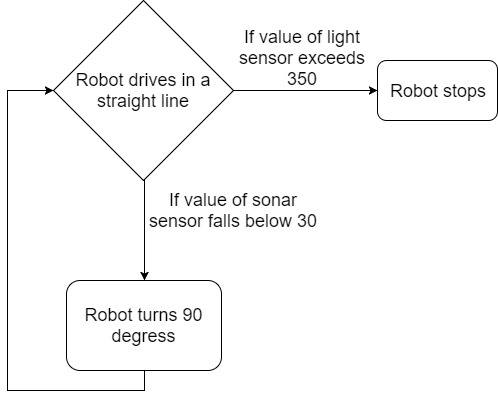 If value of light
sensor exceeds
350
Robot drives in a
straight line
Robot stops
If value of sonar
sensor falls below 30
Robot turns 90
degress